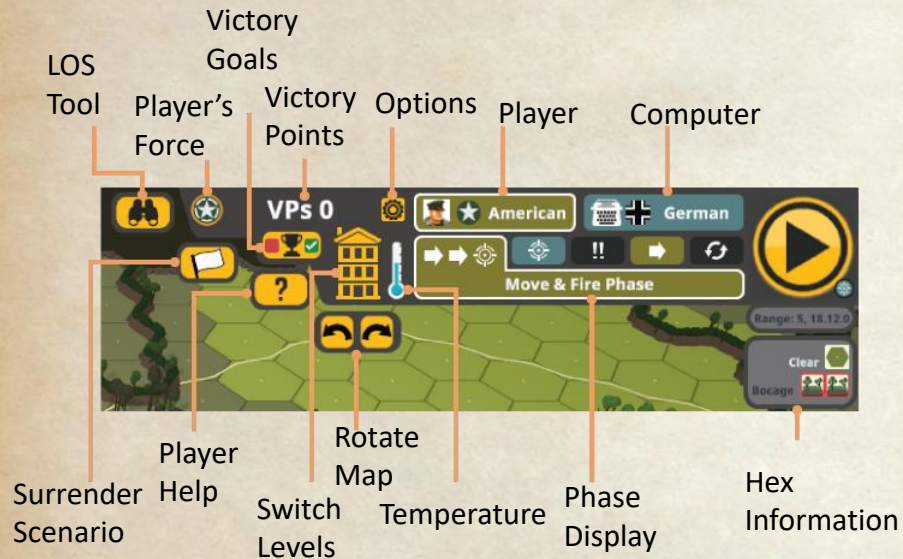 Victory
Goals
LOS
Tool
Player's
Force
Victory
Points
Options
Player
Computer
VPs 0
American
German
?
!!
Move & Fire Phase
Range: 5, 18.12.0
Clear
Bocage
Surrender
Scenario
Player
Help
Switch
Levels
Rotate
Map
Temperature
Phase
Display
Hex
Information